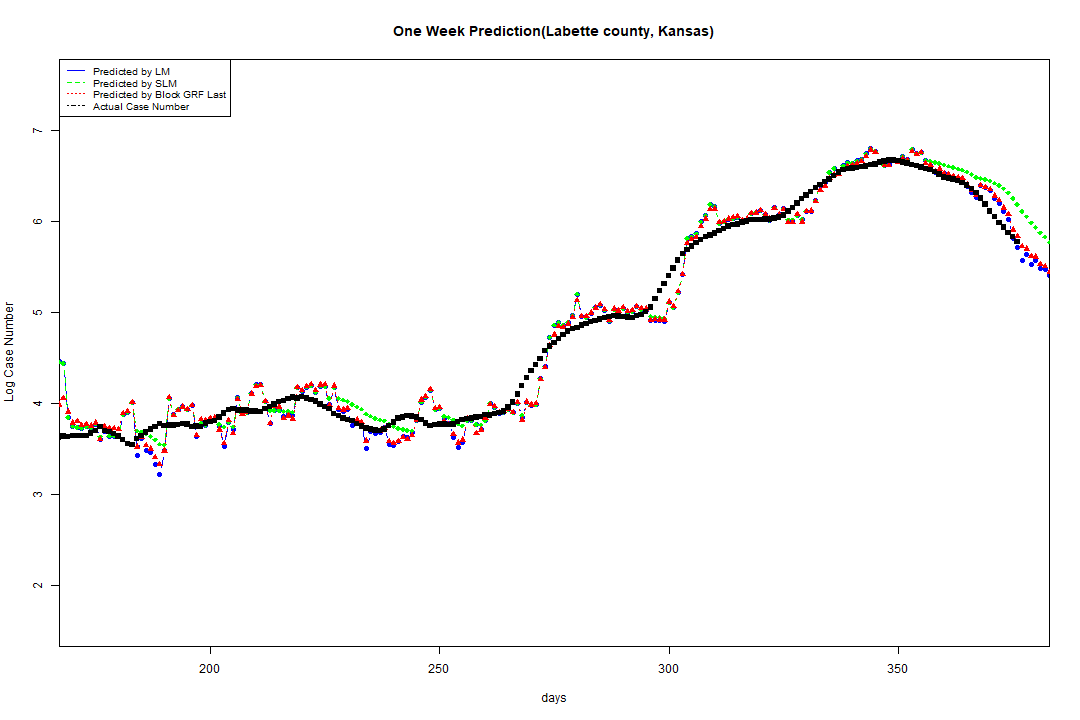 One Week Prediction(Labette county, Kansas)
Predicted by LM
Predicted by SLM
Predicted by Block GRF Last
Actual Case Number
7
6
5
4
3
2
Log Case Number
200 250 300 350
days